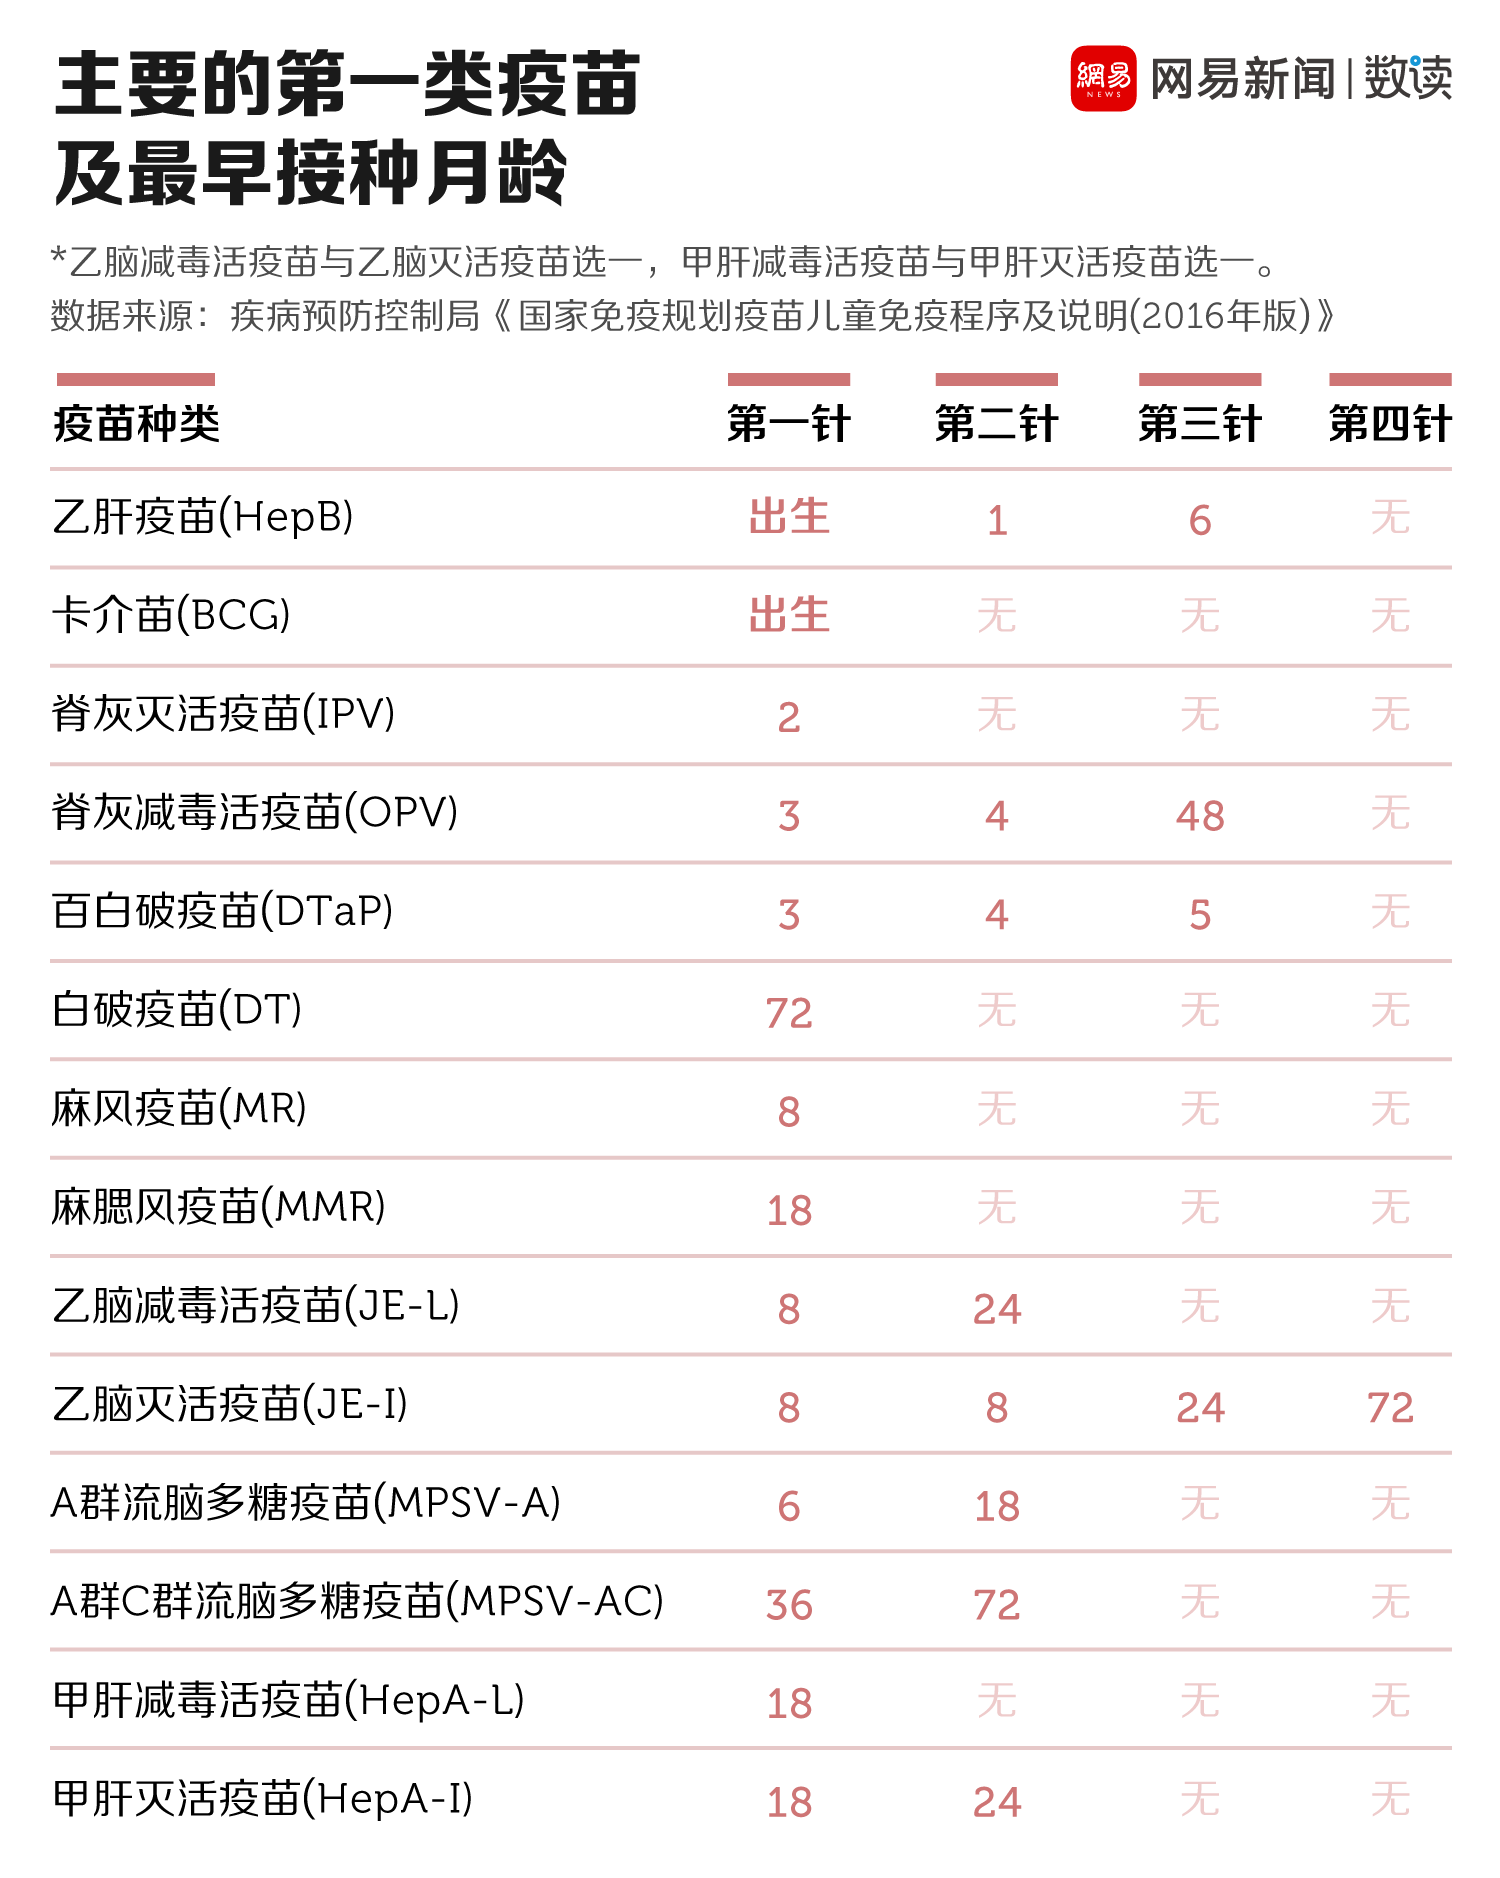 主要的第一类疫苗
及最早接种月龄
網易
NEWS
网易新闻 | 数读
*乙脑减毒活疫苗与乙脑灭活疫苗选一，甲肝减毒活疫苗与甲肝灭活疫苗选一。
数据来源：疾病预防控制局《国家免疫规划疫苗儿童免疫程序及说明(2016年版)》
疫苗种类 第一针 第二针 第三针 第四针
乙肝疫苗(HepB) 出生 1 6 无
卡介苗(BCG) 出生 无 无 无
脊灰灭活疫苗(IPV) 2 无 无 无
脊灰减毒活疫苗(OPV) 3 4 48 无
百白破疫苗(DTaP) 3 4 5 无
白破疫苗(DT) 72 无 无 无
麻风疫苗(MR) 8 无 无 无
麻腮风疫苗(MMR) 18 无 无 无
乙脑减毒活疫苗(JE-L) 8 24 无 无
乙脑灭活疫苗(JE-I) 8 8 24 72
A群流脑多糖疫苗(MPSV-A) 6 18 无 无
A群C群流脑多糖疫苗(MPSV-AC) 36 72 无 无
甲肝减毒活疫苗(HepA-L) 18 无 无 无
甲肝灭活疫苗(HepA-I) 18 24 无 无